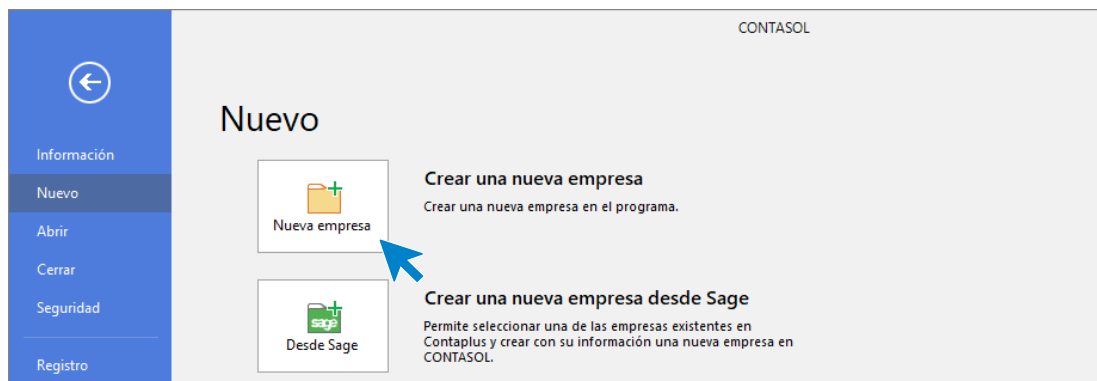 CONTASOL
Nuevo
Información
Nuevo
Abrir
Cerrar
Seguridad
Registro
Nueva empresa
Crear una nueva empresa
Crear una nueva empresa en el programa.
sage
Desde Sage
Crear una nueva empresa desde Sage
Permite seleccionar una de las empresas existentes en
Contaplus y crear con su información una nueva empresa en
CONTASOL.